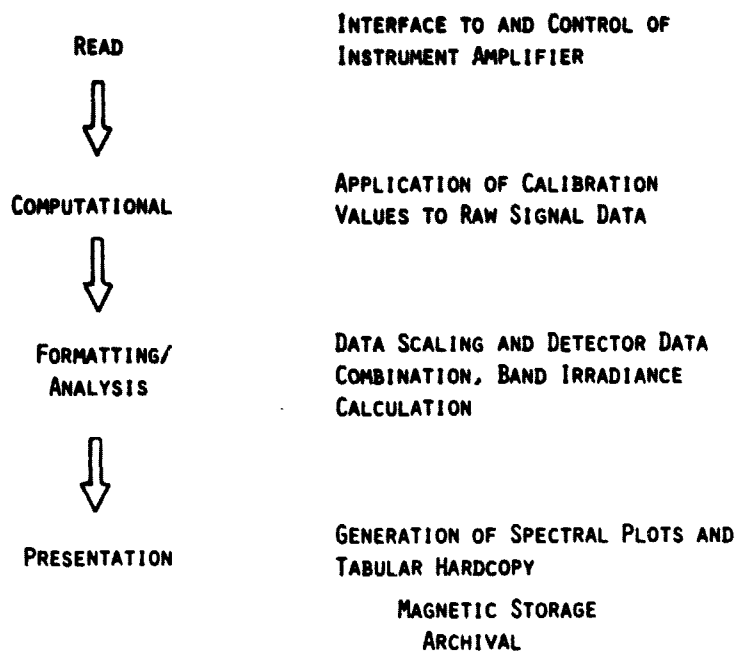 READ
INTERFACE TO AND CONTROL OF
INSTRUMENT AMPLIFIER
COMPUTATIONAL
APPLICATION OF CALIBRATION
VALUES TO RAW SIGNAL DATA
FORMATTING/
ANALYSIS
DATA SCALING AND DETECTOR DATA
COMBINATION, BAND IRRADIANCE
CALCULATION
PRESENTATION
GENERATION OF SPECTRAL PLOTS AND
TABULAR HARDCOPY
MAGNETIC STORAGE
ARCHIVAL